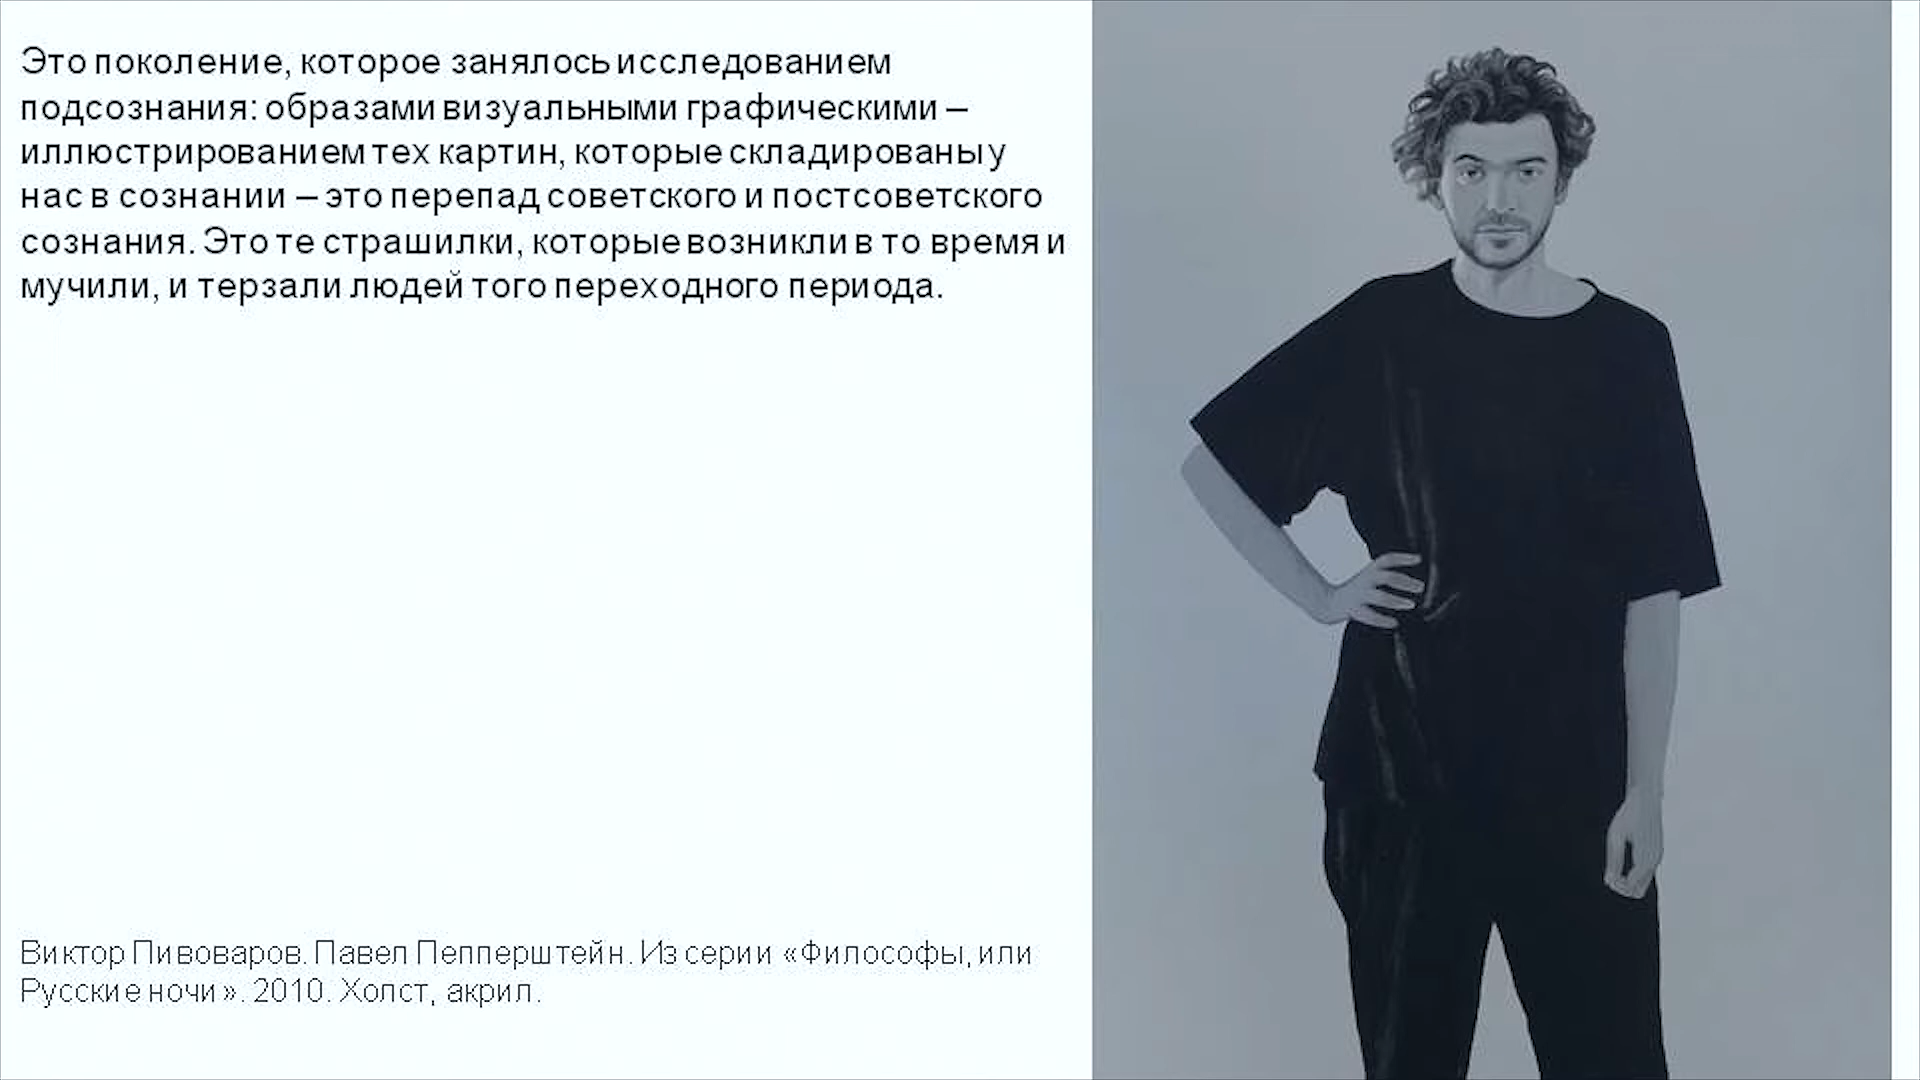 Это поколение, которое занялось исследованием
подсознания: образами визуальными графическими –
иллюстрированием тех картин, которые складированы у
нас в сознании – это перепад советского и постсоветского
сознания. Это те страшилки, которые возникли в то время и
мучили, и терзали людей того переходного периода.
Виктор Пивоваров. Павел Пепперштейн. Из серии «Философы, или
Русские ночи». 2010. Холст, акрил.